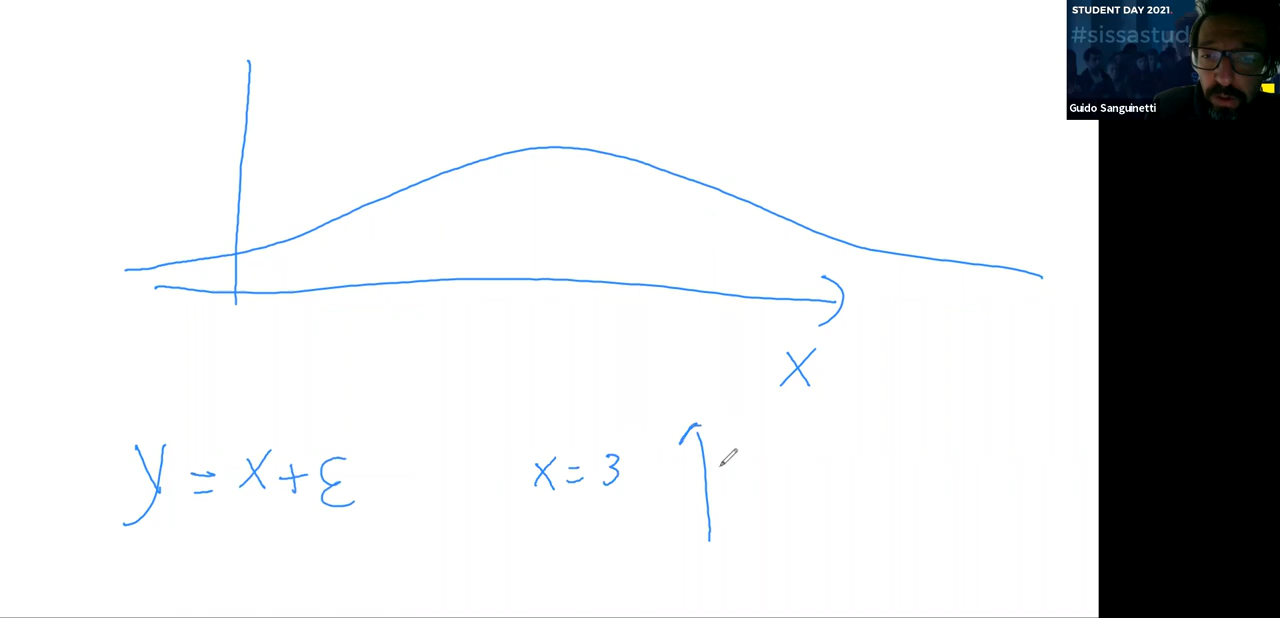 STUDENT DAY 2021.
#sissastud
Guido Sanguinetti
X
y = x + ε
x = 3